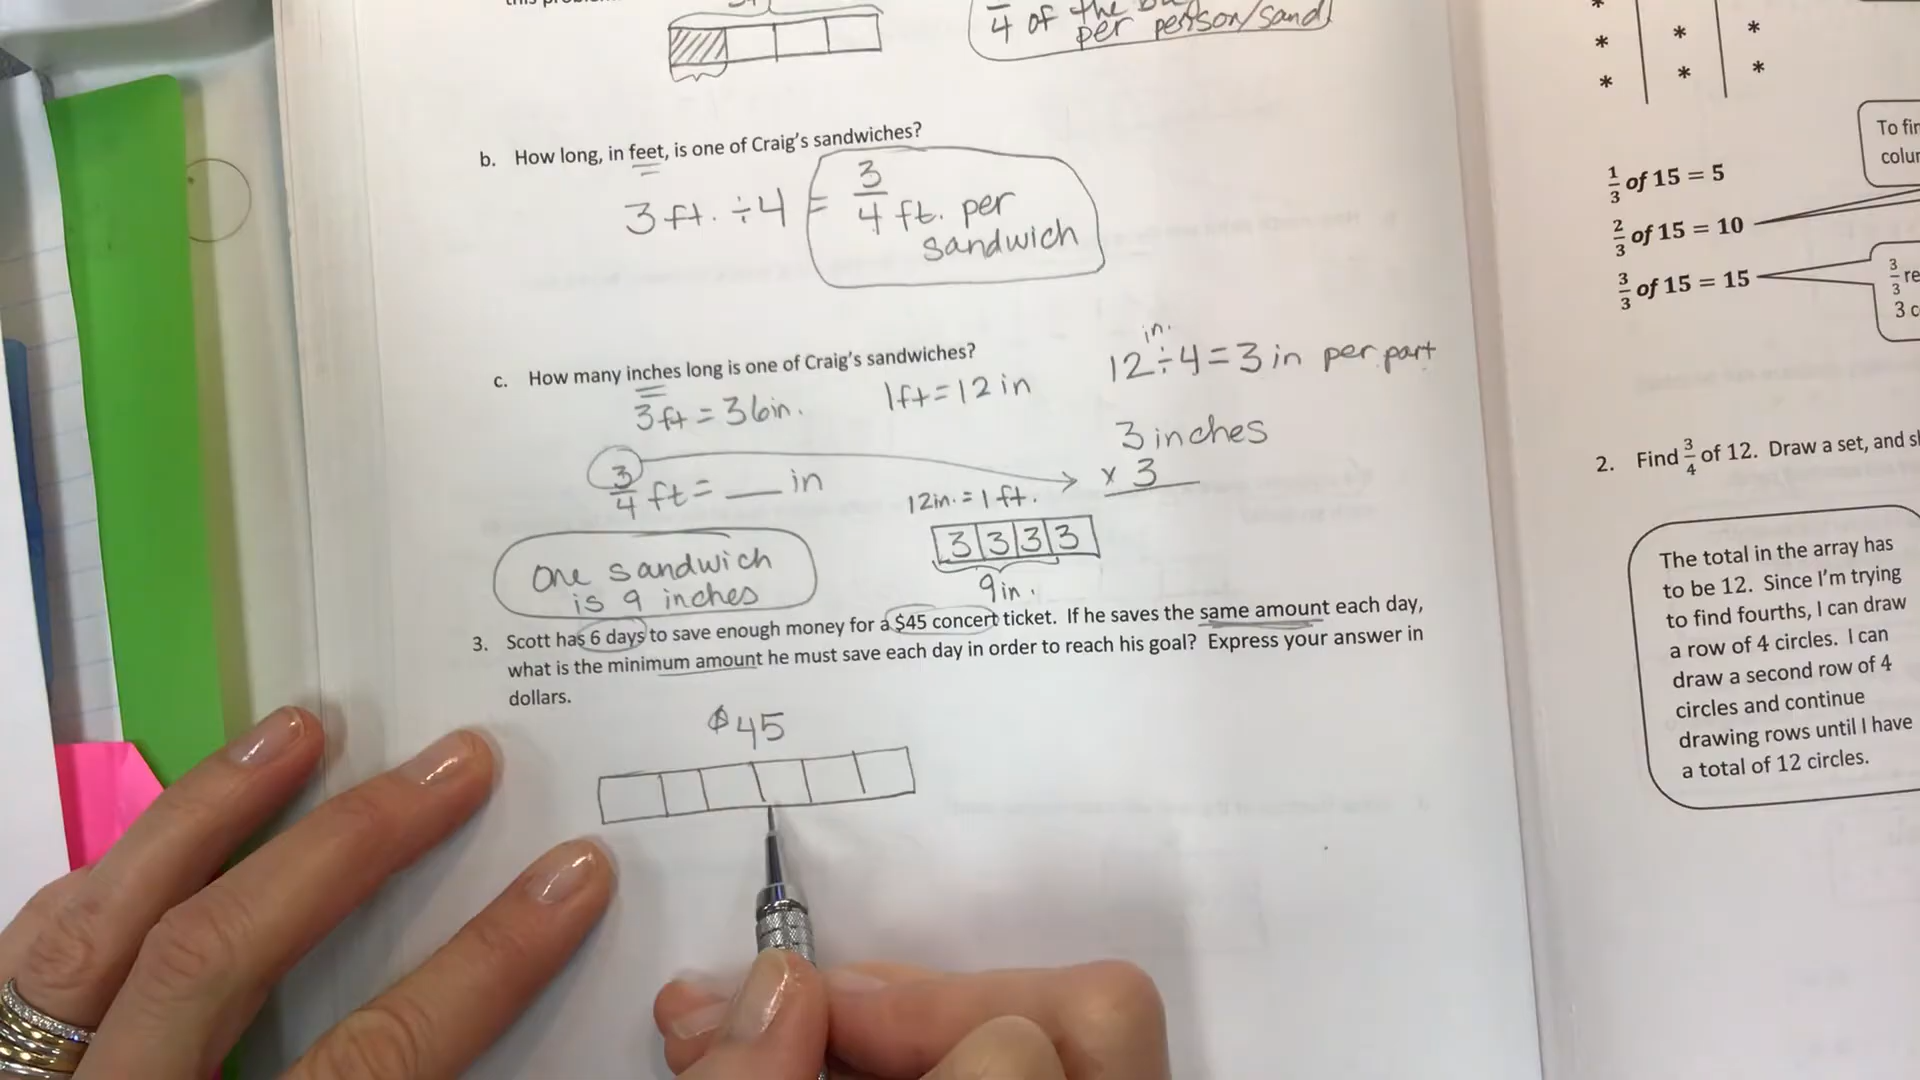 4 of the
per person/sand
b. How long, in feet, is one of Craig's sandwiches?
3 ft. ÷ 4 = 3/4 ft. per
sandwich
c. How many inches long is one of Craig's sandwiches?
3 ft = 36 in.
1 ft = 12 in
in.
12 ÷ 4 = 3 in per part
3 inches
x 3
3/4 ft = __ in
12 in. = 1 ft.
3 3 3 3
9 in.
One sandwich
is 9 inches
3. Scott has 6 days to save enough money for a $45 concert ticket. If he saves the same amount each day,
what is the minimum amount he must save each day in order to reach his goal? Express your answer in
dollars.
$45
* 
* * *
* * *
To
1/3 of 15 = 5
2/3 of 15 = 10
3/3 of 15 = 15
3/3
3
2. Find 3/4 of 12. Draw a set, and
The total in the array has
to be 12. Since I'm trying
to find fourths, I can draw
a row of 4 circles. I can
draw a second row of 4
circles and continue
drawing rows until I have
a total of 12 circles.